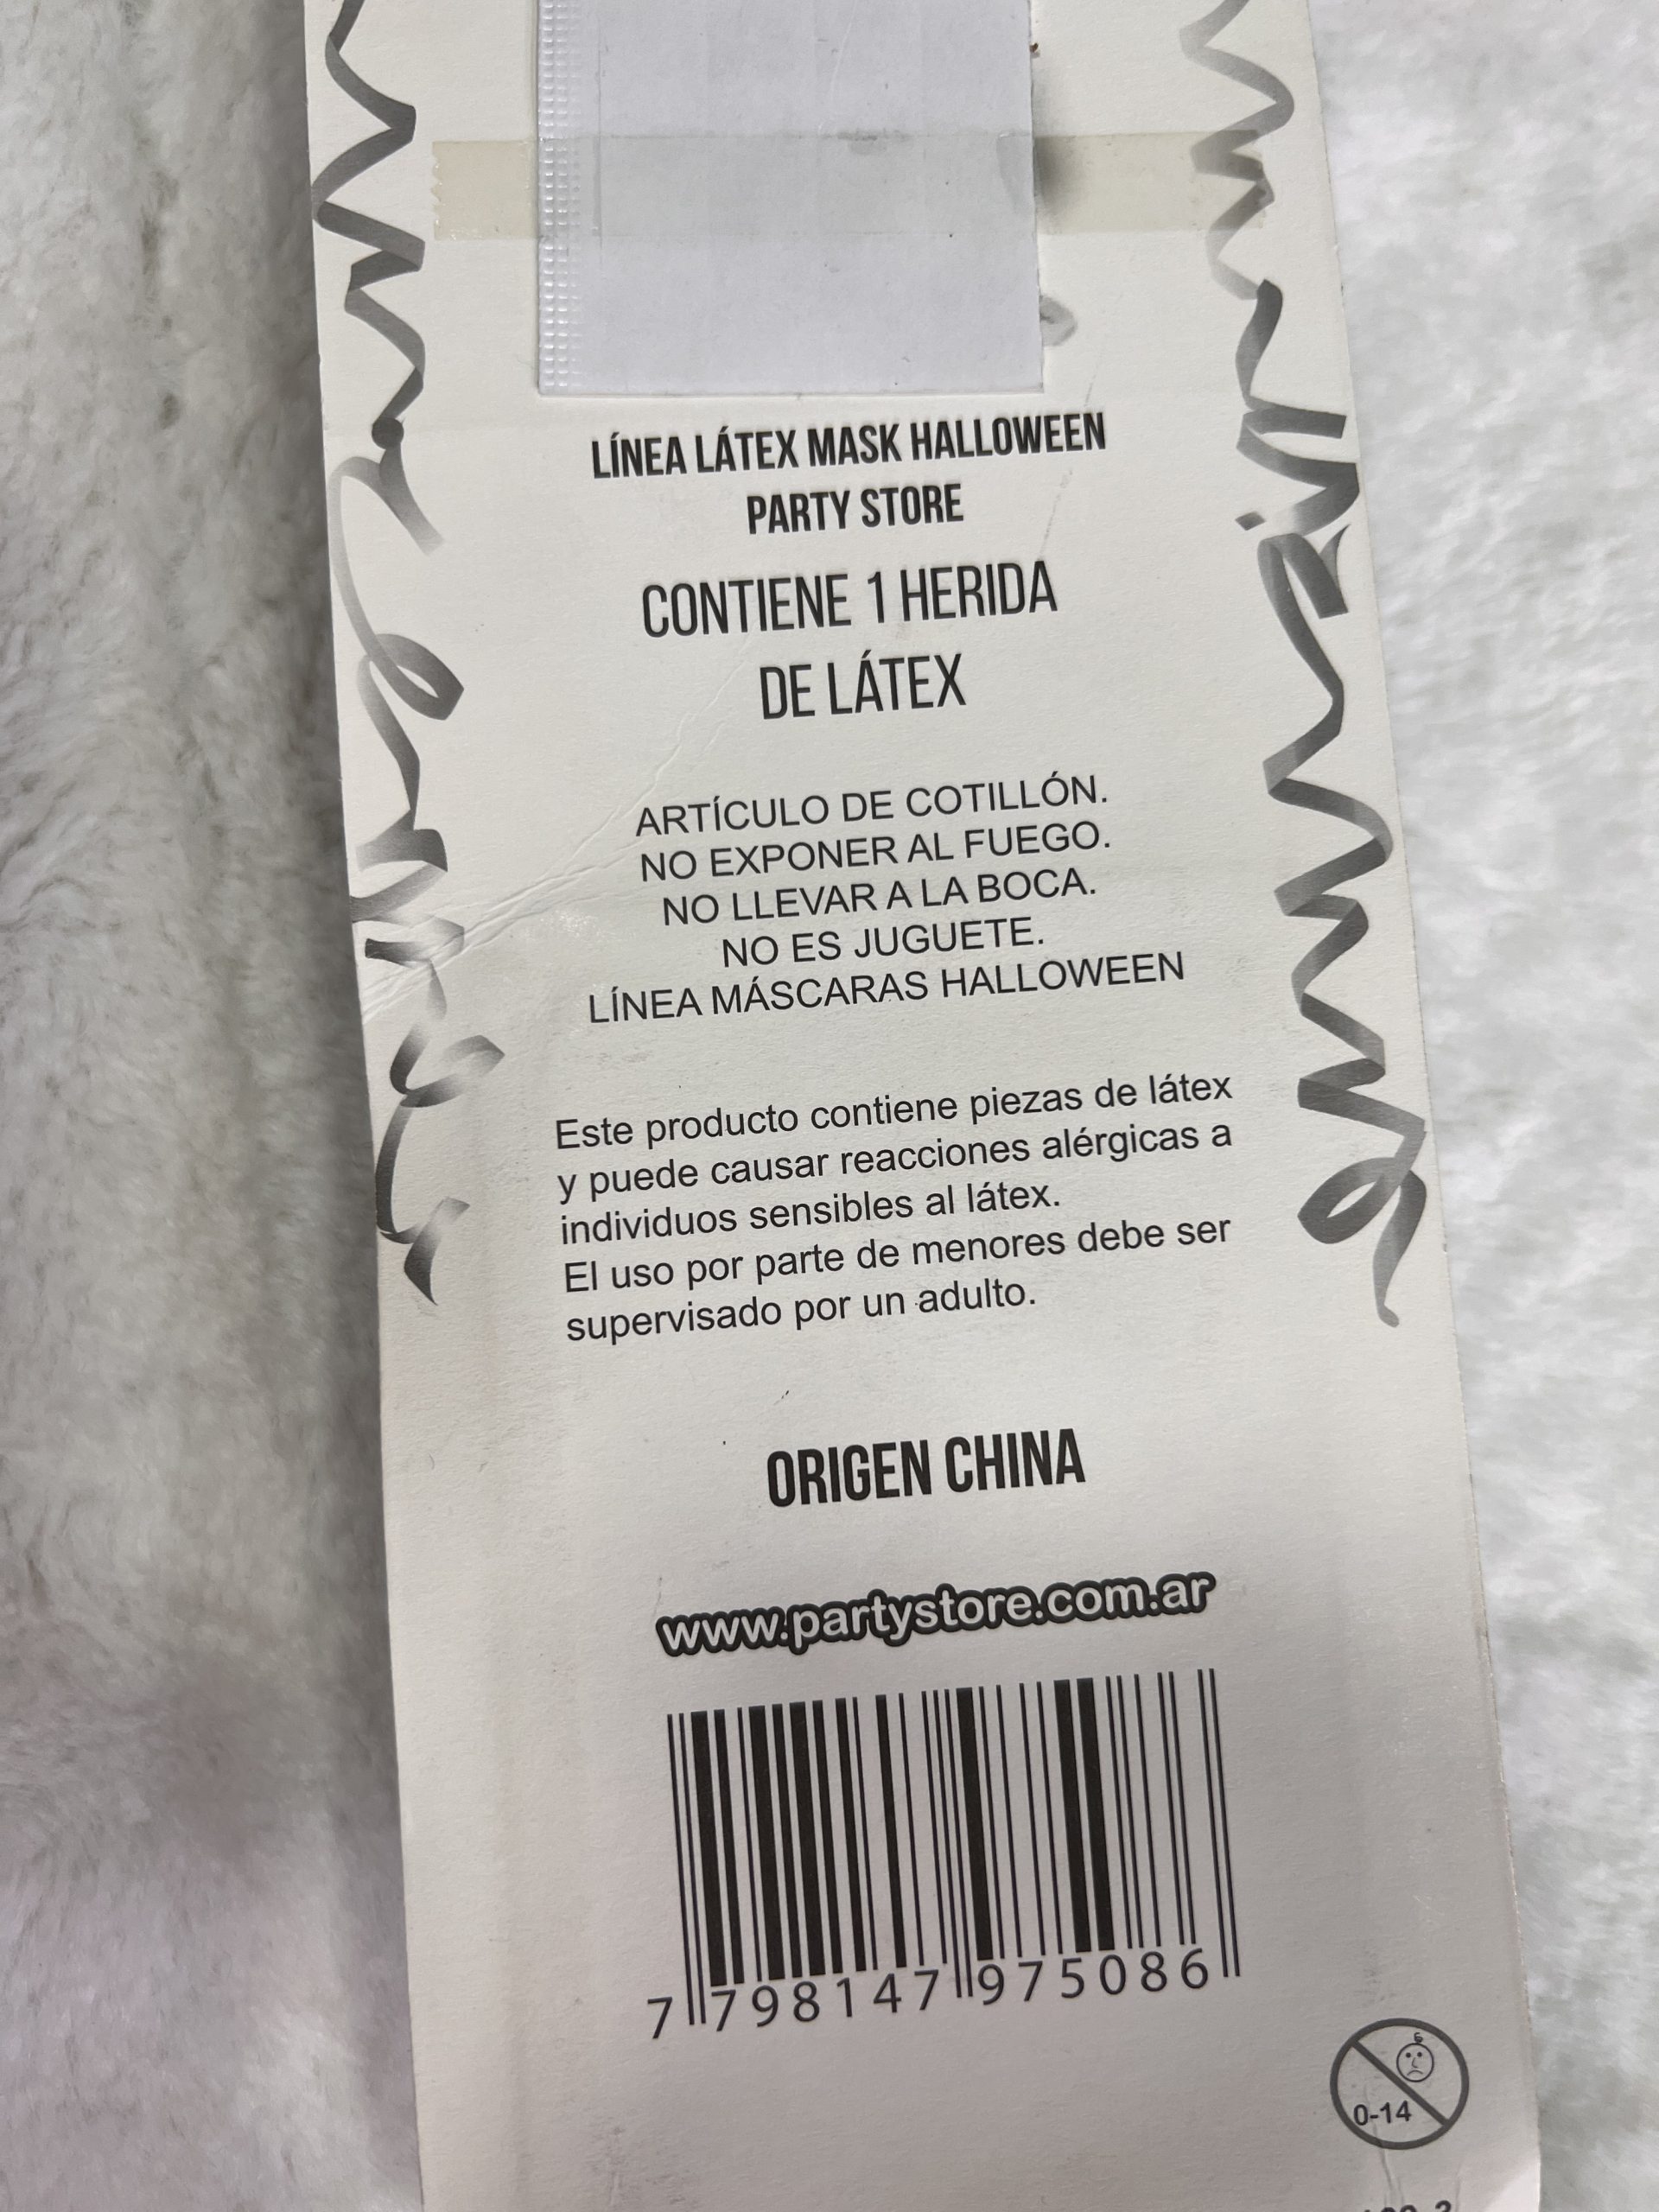 LÍNEA LÁTEX MASK HALLOWEEN
PARTY STORE
CONTIENE 1 HERIDA
DE LÁTEX
ARTÍCULO DE COTILLÓN.
NO EXPONER AL FUEGO.
NO LLEVAR A LA BOCA.
NO ES JUGUETE.
LÍNEA MÁSCARAS HALLOWEEN
Este producto contiene piezas de látex
y puede causar reacciones alérgicas a
individuos sensibles al látex.
El uso por parte de menores debe ser
supervisado por un adulto.
ORIGEN CHINA
www.partystore.com.ar
7 798147 975086
0-14